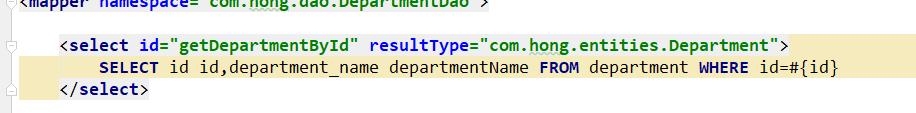 <mapper namespace="com.hong.dao.DepartmentDao">
<select id="getDepartmentById" resultType="com.hong.entities.Department">
SELECT id id,department_name departmentName FROM department WHERE id=#{id}
</select>